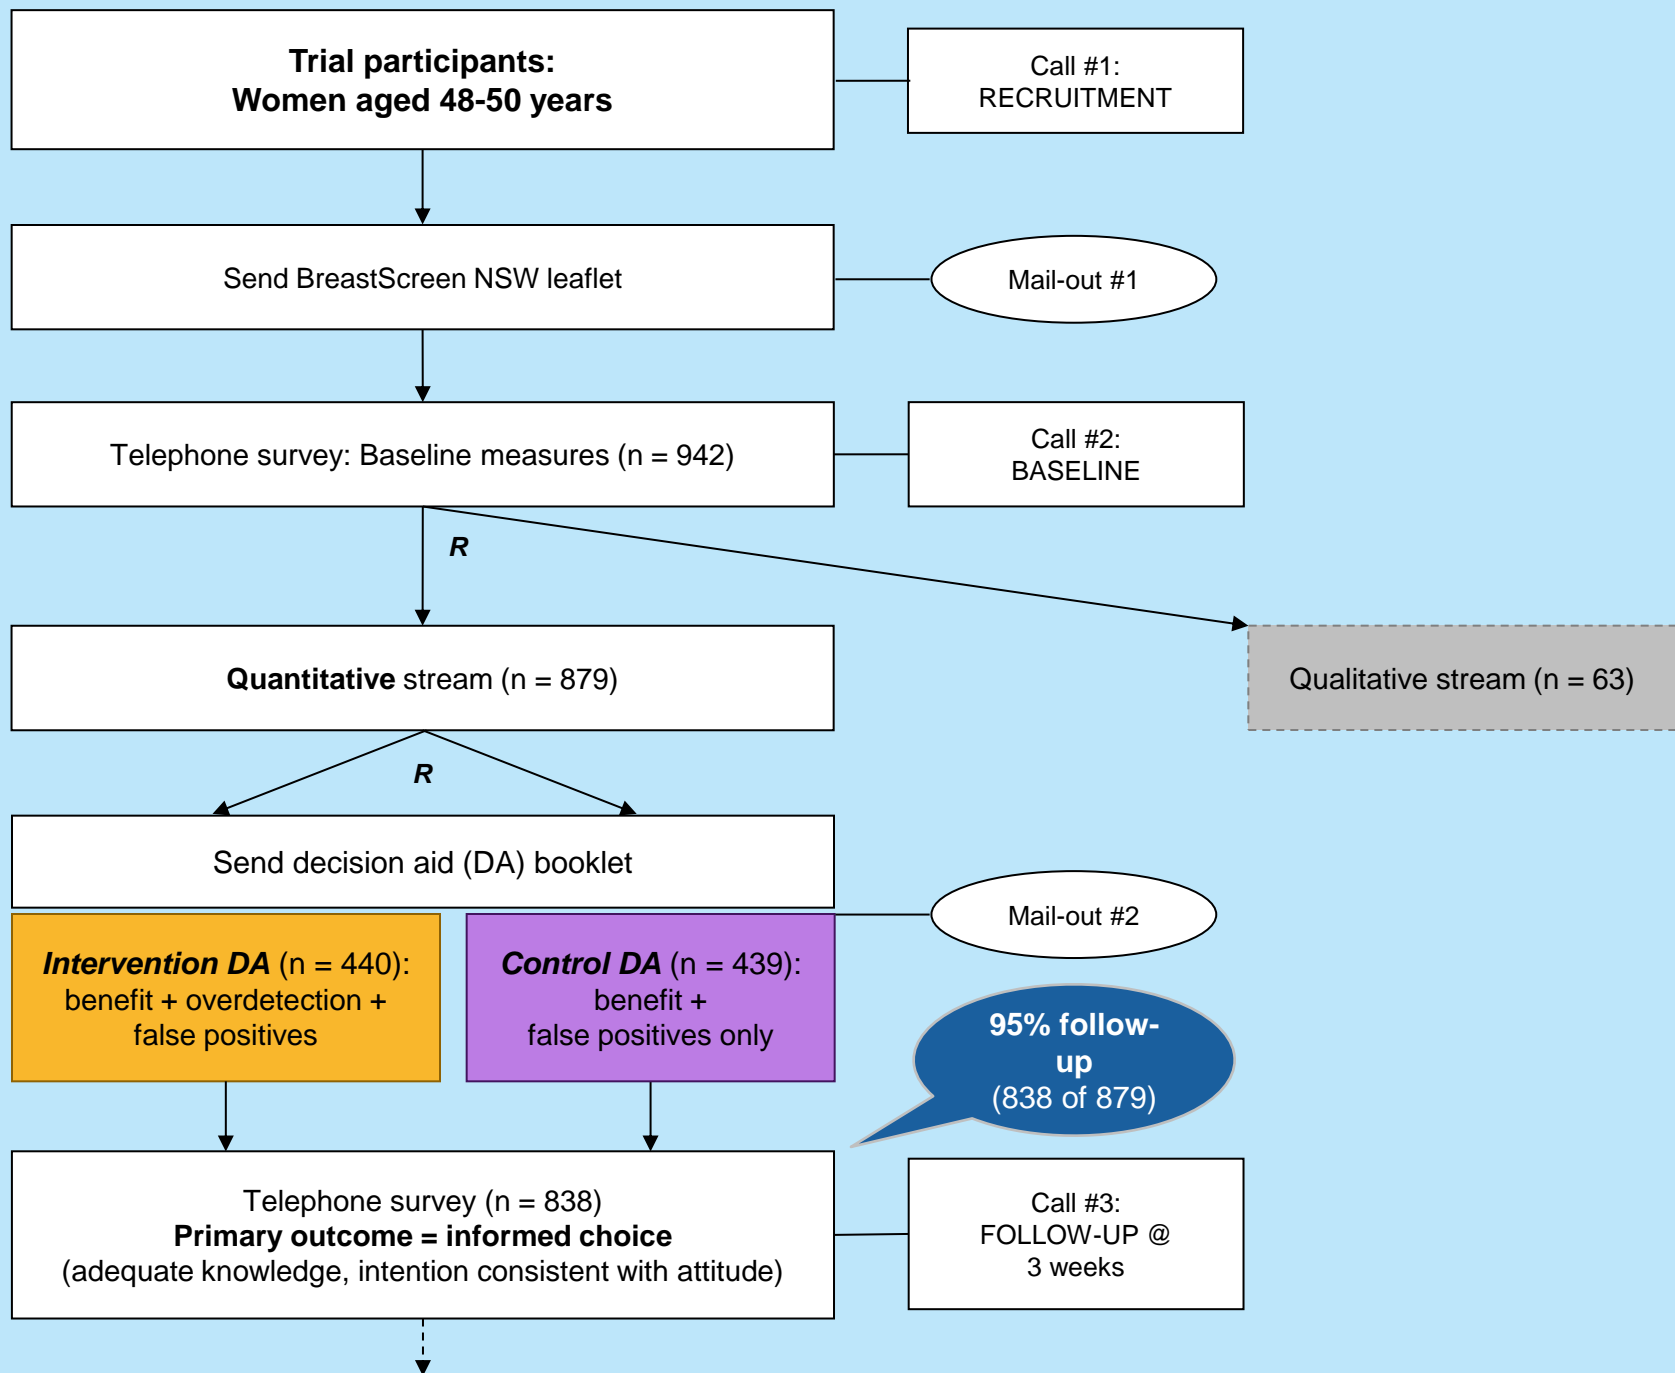 Trial participants:
Women aged 48-50 years
Call #1:
RECRUITMENT
Send BreastScreen NSW leaflet
Mail-out #1
Telephone survey: Baseline measures (n = 942)
Call #2:
BASELINE
R
Quantitative stream (n = 879)
Qualitative stream (n = 63)
R
Send decision aid (DA) booklet
Mail-out #2
Intervention DA (n = 440):
benefit + overdetection +
false positives
Control DA (n = 439):
benefit +
false positives only
95% follow-
up
(838 of 879)
Telephone survey (n = 838)
Primary outcome = informed choice
(adequate knowledge, intention consistent with attitude)
Call #3:
FOLLOW-UP @
3 weeks